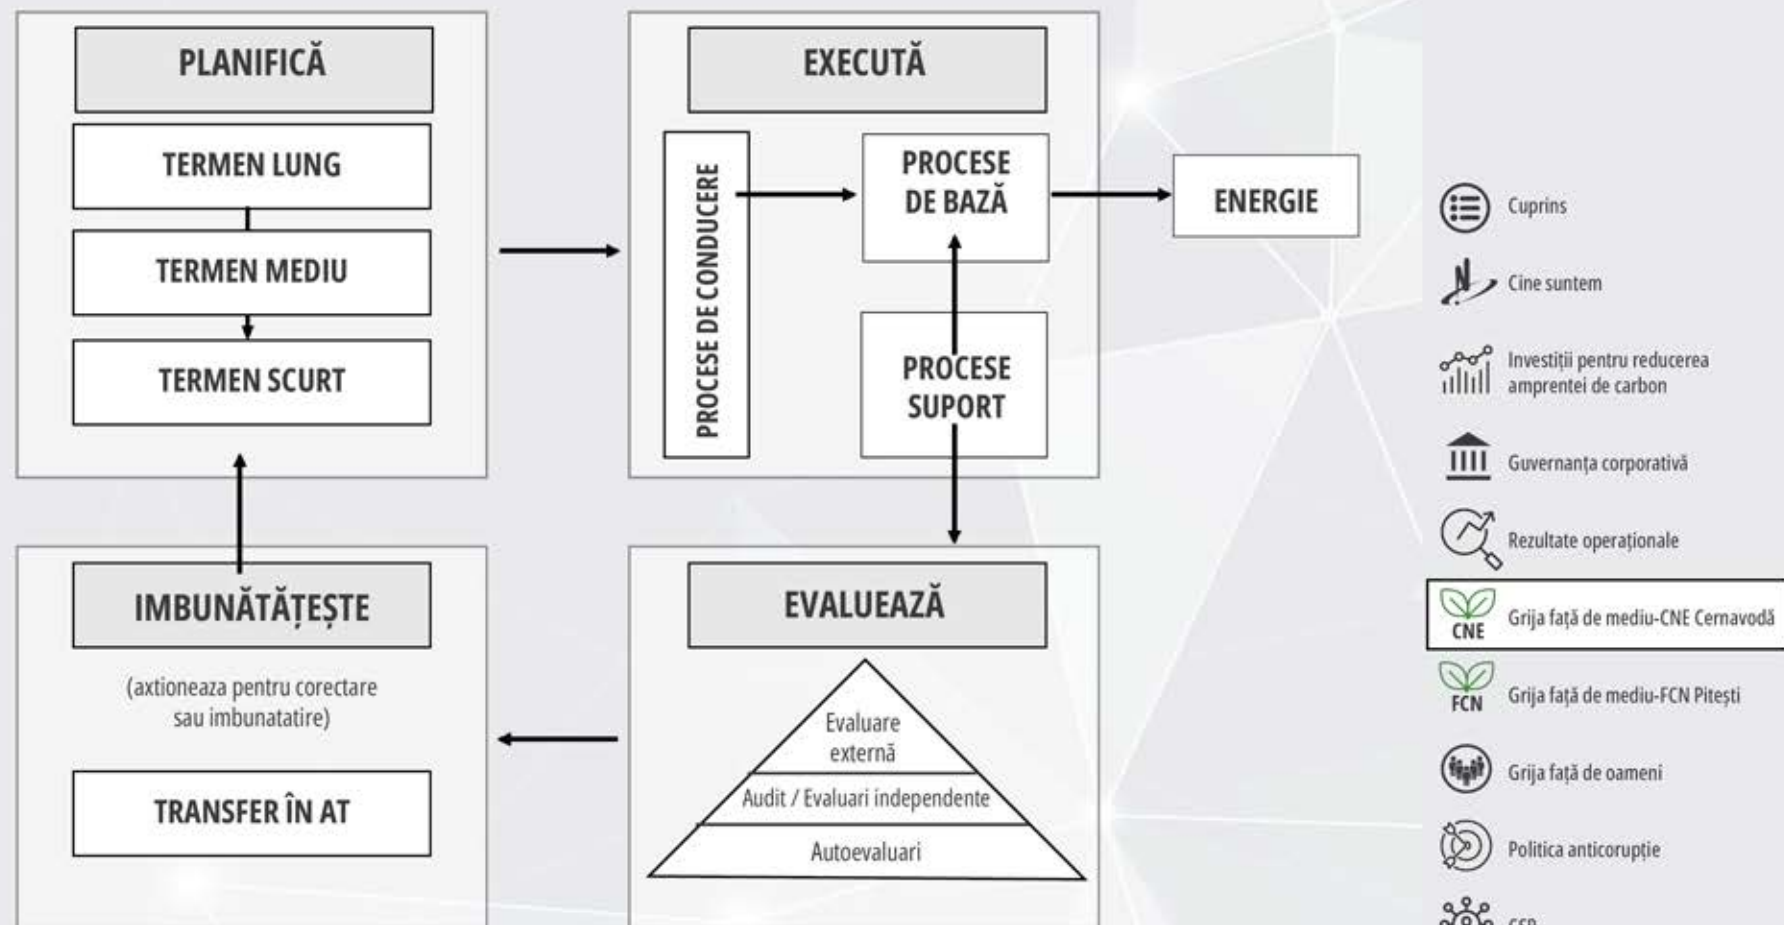 PLANIFICĂ
TERMEN LUNG
TERMEN MEDIU
TERMEN SCURT
EXECUTĂ
PROCESE DE CONDUCERE
PROCESE
DE BAZĂ
PROCESE
SUPORT
ENERGIE
IMBUNĂTĂȚEȘTE
(axtioneaza pentru corectare
sau imbunatatire)
TRANSFER ÎN AT
EVALUEAZĂ
Evaluare
externă
Audit / Evaluari independente
Autoevaluari
Cuprins
Cine suntem
Investiții pentru reducerea
amprentei de carbon
Guvernanța corporativă
Rezultate operaționale
CNE
Grija față de mediu-CNE Cernavodă
FCN
Grija față de mediu-FCN Pitești
Grija față de oameni
Politica anticorupție